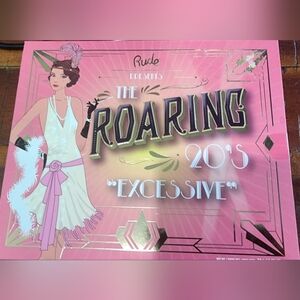 Rude
PRESENTS
THE
ROARING
20'S
"EXCESSIVE"